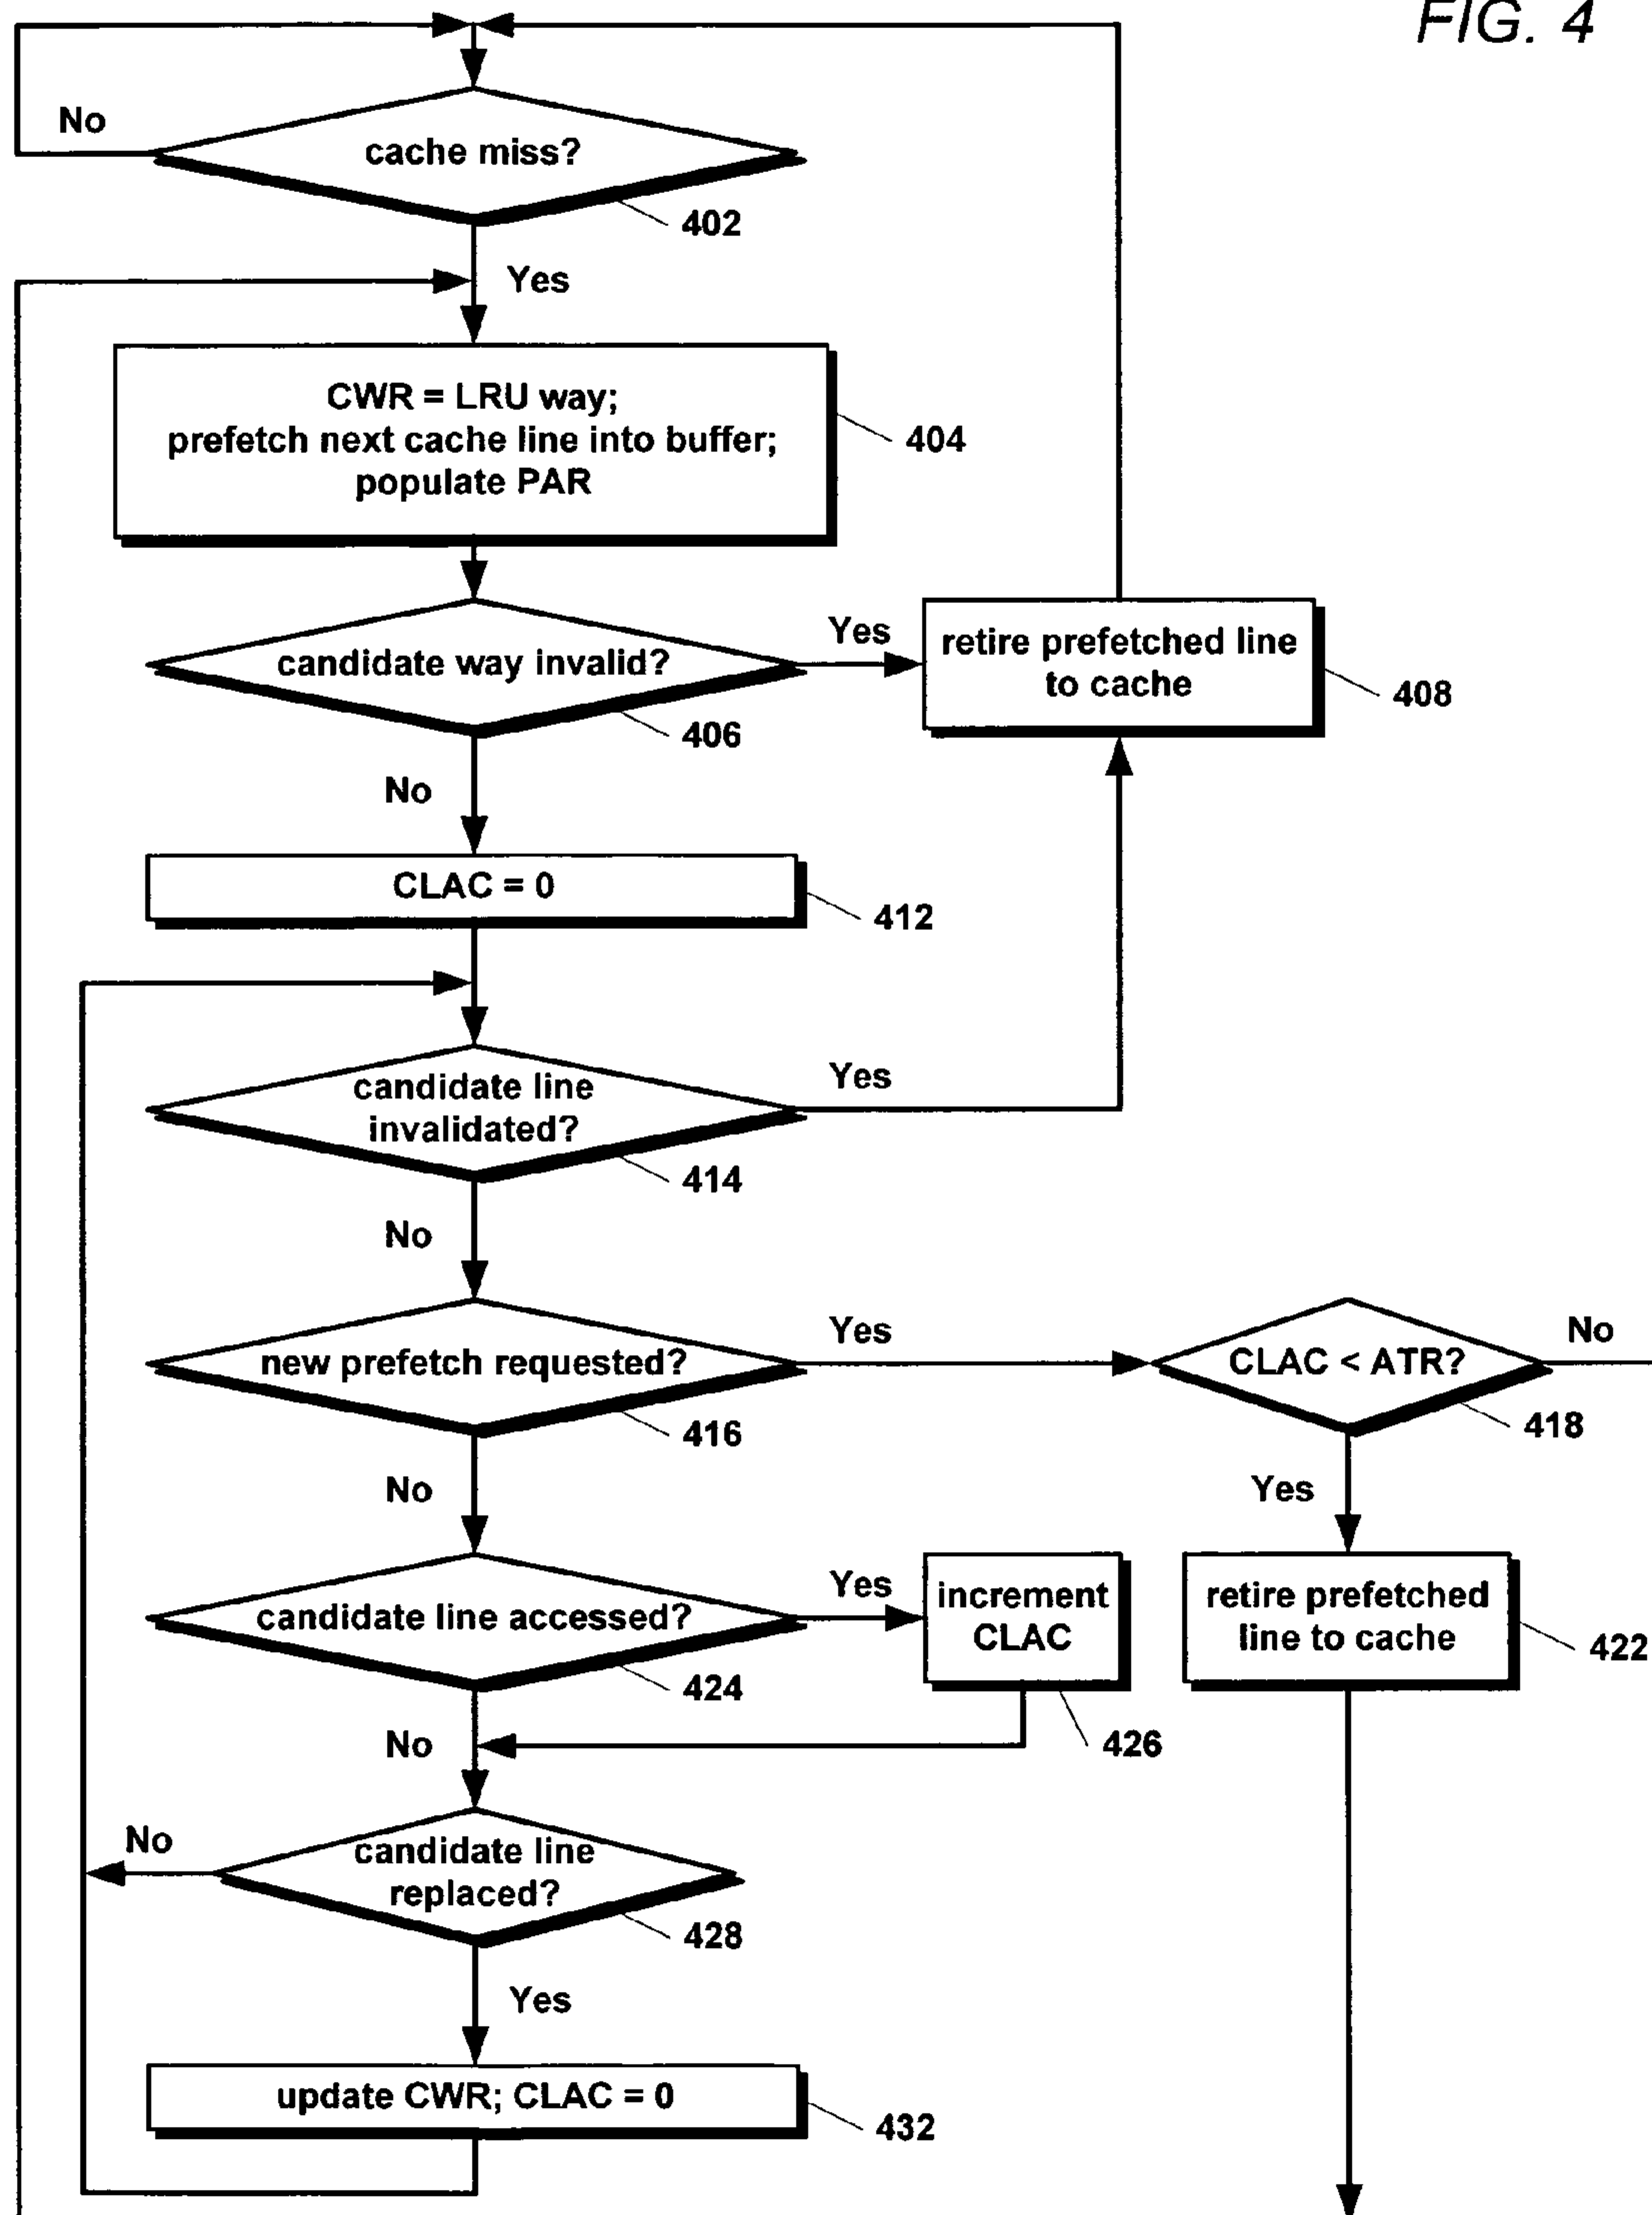 FIG. 4
No
cache miss?
402
Yes
CWR = LRU way;
prefetch next cache line into buffer;
populate PAR
404
candidate way invalid?
406
Yes
retire prefetched line
to cache
408
No
CLAC = 0
412
candidate line
invalidated?
414
Yes
No
new prefetch requested?
416
Yes
CLAC < ATR?
418
No
No
Yes
candidate line accessed?
424
Yes
increment
CLAC
426
retire prefetched
line to cache
422
No
candidate line
replaced?
428
No
Yes
update CWR; CLAC = 0
432